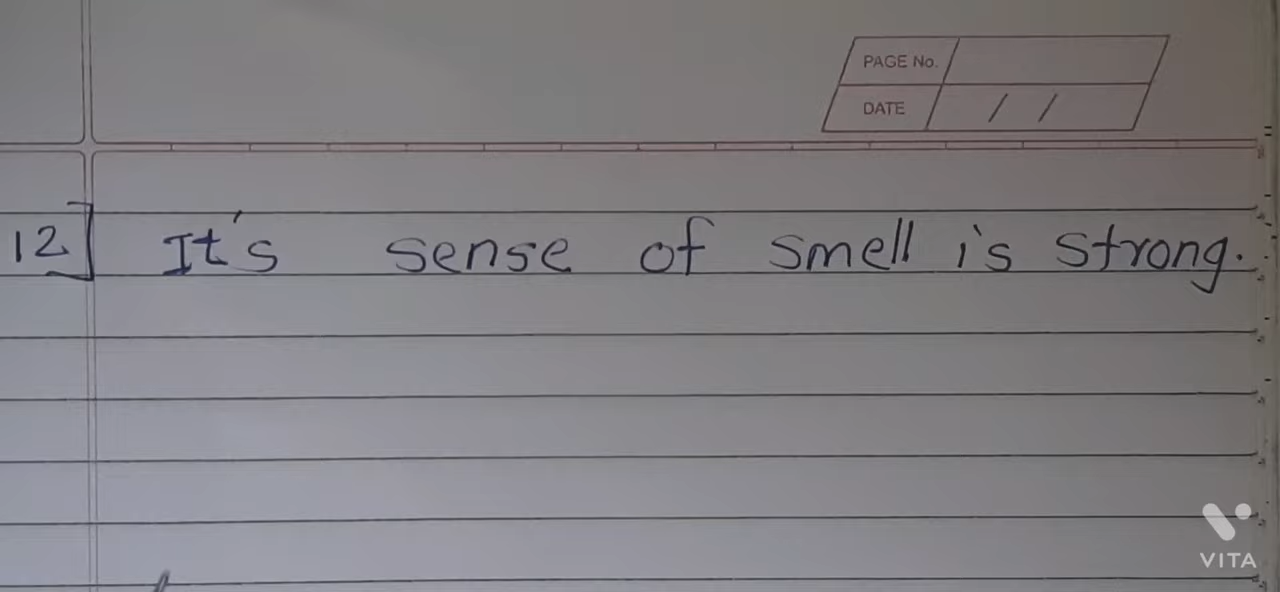 PAGE No.
DATE / /
12] It's sense of smell is strong.
VITA